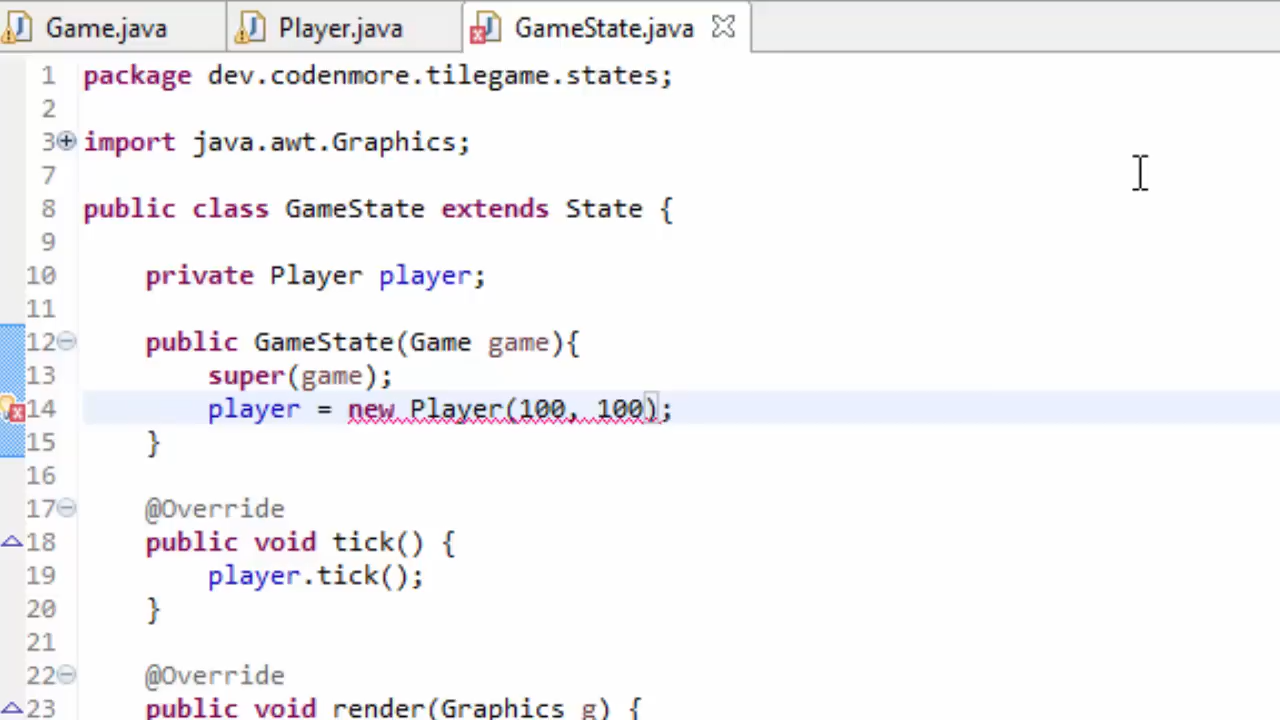 Game.java Player.java GameState.java
1 package dev.codenmore.tilegame.states;
2
3 import java.awt.Graphics;
7
8 public class GameState extends State {
9
10 private Player player;
11
12 public GameState(Game game){
13 super(game);
14 player = new Player(100, 100);
15 }
16
17 @Override
18 public void tick() {
19 player.tick();
20 }
21
22 @Override
23 public void render(Graphics g) {